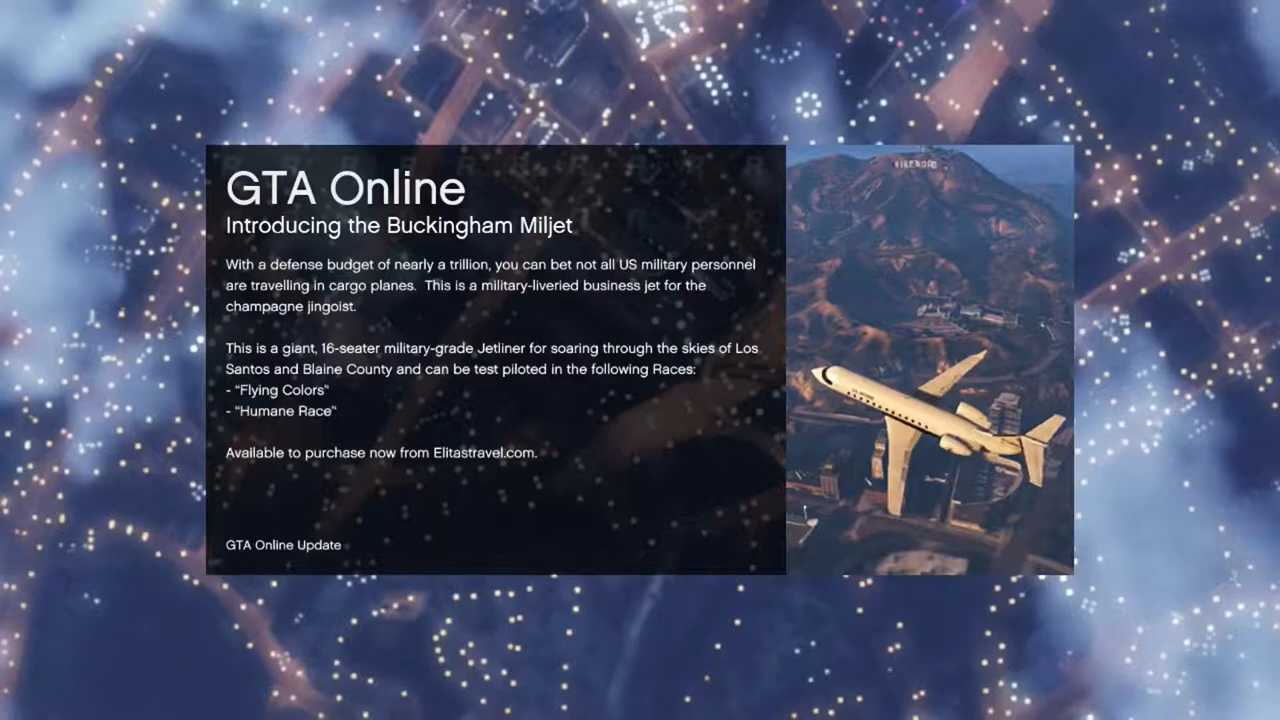 GTA Online
Introducing the Buckingham Miljet
With a defense budget of nearly a trillion, you can bet not all US military personnel
are travelling in cargo planes.  This is a military-liveried business jet for the
champagne jingoist.
This is a giant, 16-seater military-grade Jetliner for soaring through the skies of Los
Santos and Blaine County and can be test piloted in the following Races:
- "Flying Colors"
- "Humane Race"
Available to purchase now from Elitastravel.com.
GTA Online Update